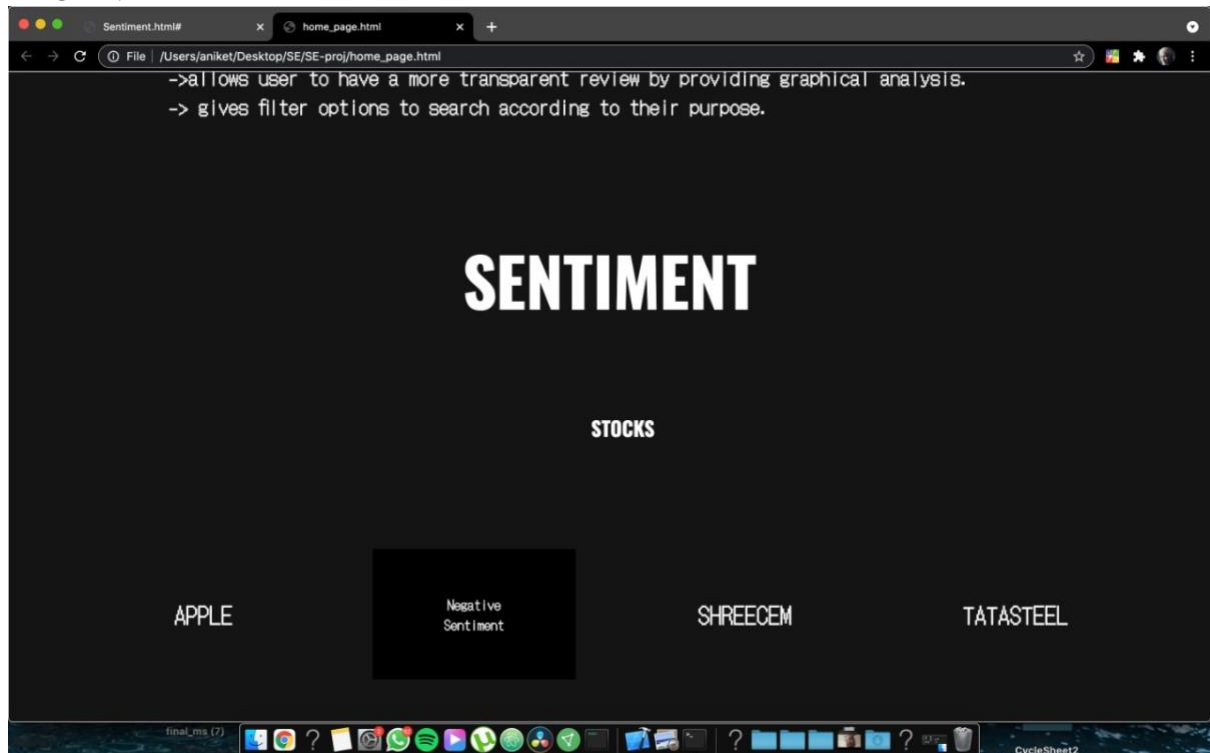 Sentiment.html#
home_page.html
File | /Users/aniket/Desktop/SE/SE-proj/home_page.html
->allows user to have a more transparent review by providing graphical analysis.
-> gives filter options to search according to their purpose.
SENTIMENT
STOCKS
APPLE
Negative
Sentiment
SHREECEM
TATASTEEL
final_ms (7)
CycleSheet2